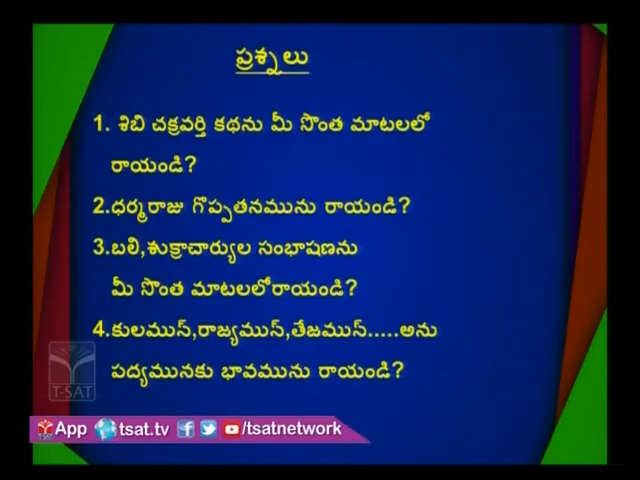 ప్రశ్నలు
1. శిబి చక్రవర్తి కథను మీ సొంత మాటలలో
రాయండి?
2.ధర్మరాజు గొప్పతనమును రాయండి?
3.బలి,శుక్రాచార్యుల సంభాషణను
మీ సొంత మాటలలోరాయండి?
4.కులముస్,రాజ్యముస్,తేజముస్.....అను
పద్యమునకు భావమును రాయండి?
T-SAT
App tsat.tv /tsatnetwork